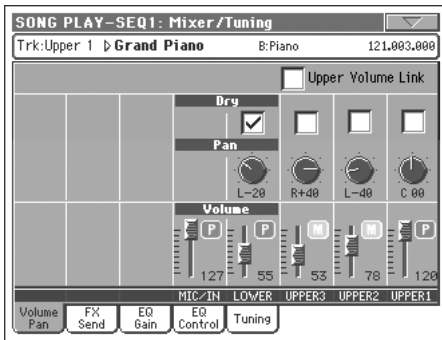 SONG PLAY-SEQ1: Mixer/Tuning
Trk:Upper 1 Grand Piano B:Piano 121.003.000
Upper Volume Link
Dry
Pan
L-20 R+40 L-40 C 00
Volume
P P M M P
127 55 53 78 120
MIC/IN LOWER UPPER3 UPPER2 UPPER1
Volume Pan
FX Send
EQ Gain
EQ Control
Tuning